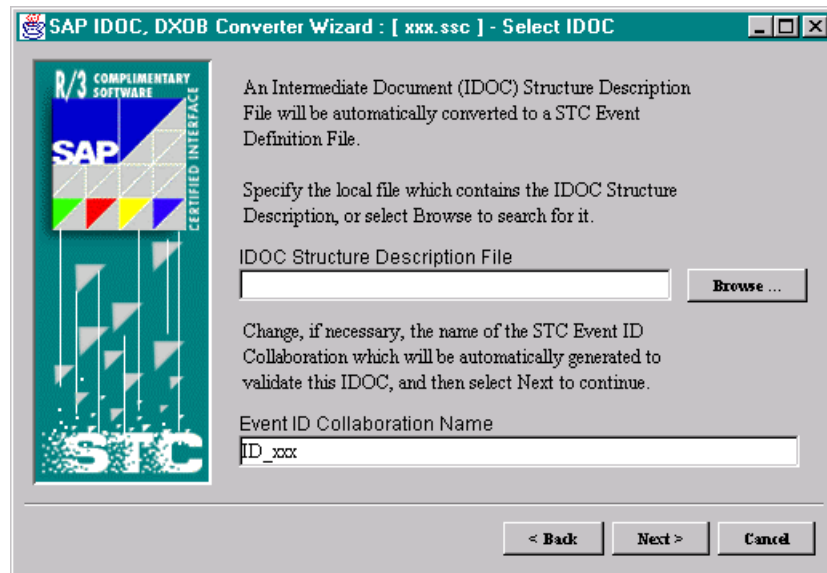 SAP IDOC, DXOB Converter Wizard : [ xxx.ssc ] - Select IDOC
R/3 COMPLIMENTARY
SOFTWARE
SAP
CERTIFIED INTERFACE
STC
An Intermediate Document (IDOC) Structure Description
File will be automatically converted to a STC Event
Definition File.
Specify the local file which contains the IDOC Structure
Description, or select Browse to search for it.
IDOC Structure Description File
Browse ...
Change, if necessary, the name of the STC Event ID
Collaboration which will be automatically generated to
validate this IDOC, and then select Next to continue.
Event ID Collaboration Name
ID_xxx
< Back Next > Cancel